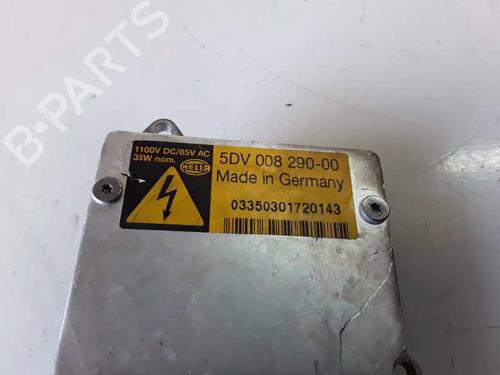 B-PARTS
1100V DC/85V AC
35W nom.
HELLA
5DV 008 290-00
Made in Germany
03350301720143